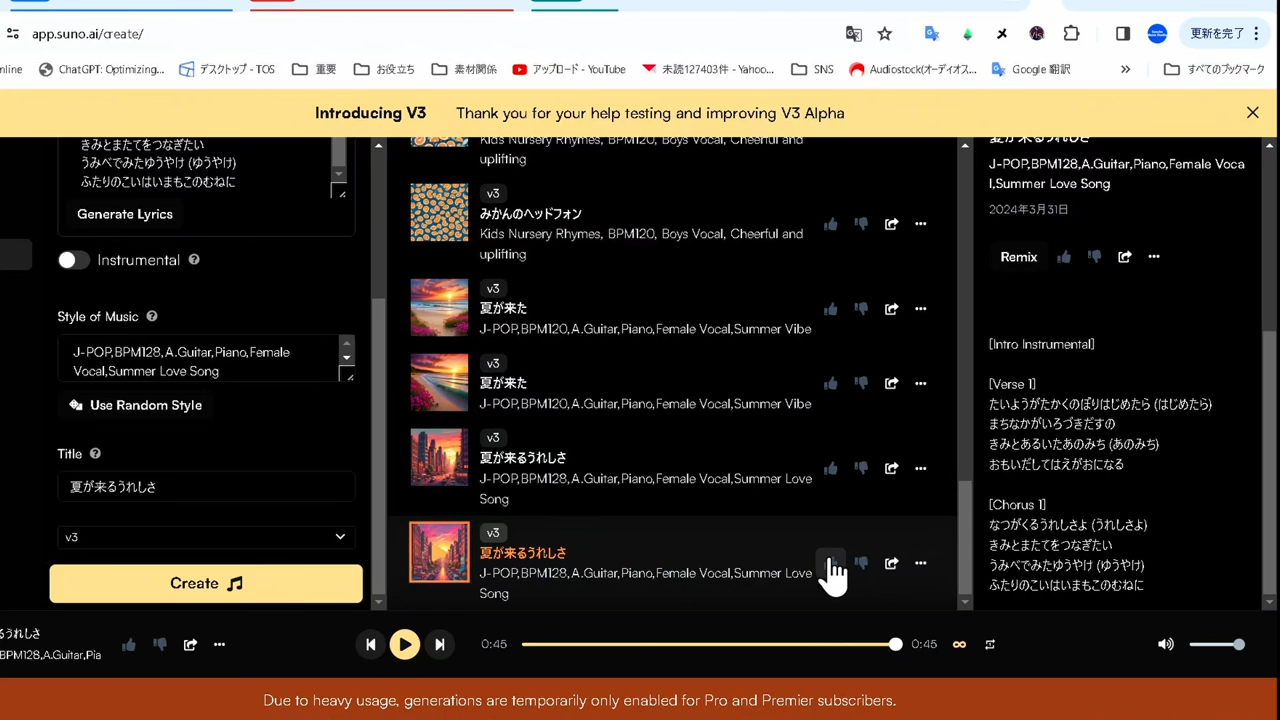 app.suno.ai/create/
更新を完了
nline
ChatGPT: Optimizing...
デスクトップ - TOS
重要
お役立ち
素材関係
アップロード - YouTube
未読127403件 - Yahoo...
SNS
Audiostock(オーディオス...
Google 翻訳
»
すべてのブックマーク
Introducing V3
Thank you for your help testing and improving V3 Alpha
きみとまたてをつなぎたい
うみべでみたゆうやけ (ゆうやけ)
ふたりのこいはいまもこのむねに
Generate Lyrics
Instrumental
Style of Music
J-POP,BPM128,A.Guitar,Piano,Female
Vocal,Summer Love Song
Use Random Style
Title
夏が来るうれしさ
v3
Create
Kids Nursery Rhymes, BPM120, Boys Vocal, Cheerful and
uplifting
v3
みかんのヘッドフォン
Kids Nursery Rhymes, BPM120, Boys Vocal, Cheerful and
uplifting
v3
夏が来た
J-POP,BPM120,A.Guitar,Piano,Female Vocal,Summer Vibe
v3
夏が来た
J-POP,BPM120,A.Guitar,Piano,Female Vocal,Summer Vibe
v3
夏が来るうれしさ
J-POP,BPM128,A.Guitar,Piano,Female Vocal,Summer Love
Song
v3
夏が来るうれしさ
J-POP,BPM128,A.Guitar,Piano,Female Vocal,Summer Love
Song
夏が来るうれしさ
J-POP,BPM128,A.Guitar,Piano,Female Voca
l,Summer Love Song
2024年3月31日
Remix
[Intro Instrumental]
[Verse 1]
たいようがたかくのぼりはじめたら (はじめたら)
まちなかがいろづきだすの
きみとあるいたあのみち (あのみち)
おもいだしてはえがおになる
[Chorus 1]
なつがくるうれしさよ (うれしさよ)
きみとまたてをつなぎたい
うみべでみたゆうやけ (ゆうやけ)
ふたりのこいはいまもこのむねに
るうれしさ
BPM128,A.Guitar,Pia
0:45
0:45
Due to heavy usage, generations are temporarily only enabled for Pro and Premier subscribers.